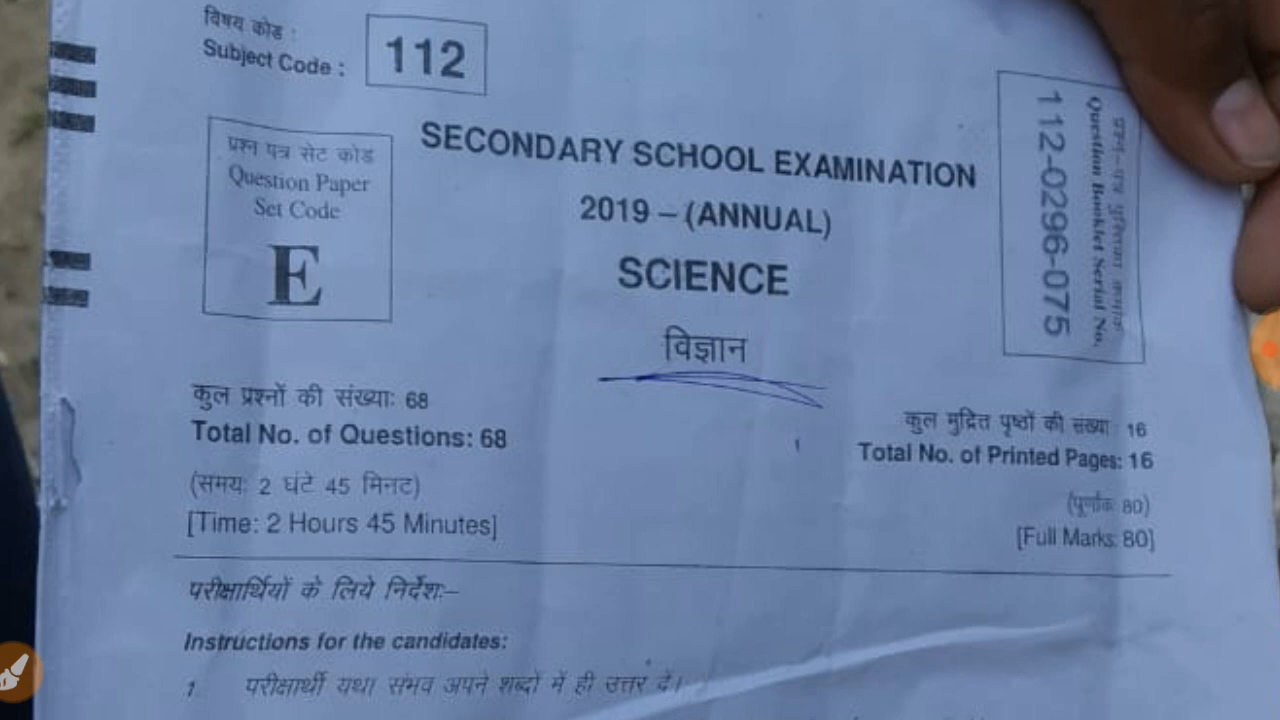 विषय कोड :
Subject Code :
112
प्रश्न पत्र सेट कोड
Question Paper
Set Code
E
SECONDARY SCHOOL EXAMINATION
2019 – (ANNUAL)
SCIENCE
विज्ञान
Question Booklet Serial No.
112-0296-075
कुल प्रश्नों की संख्या: 68
Total No. of Questions: 68
(समय: 2 घंटे 45 मिनट)
[Time: 2 Hours 45 Minutes]
कुल मुद्रित पृष्ठों की संख्या : 16
Total No. of Printed Pages: 16
(पूर्णांक: 80)
[Full Marks: 80]
परीक्षार्थियों के लिये निर्देश:–
Instructions for the candidates:
1. परीक्षार्थी यथा संभव अपने शब्दों में ही उत्तर दें।